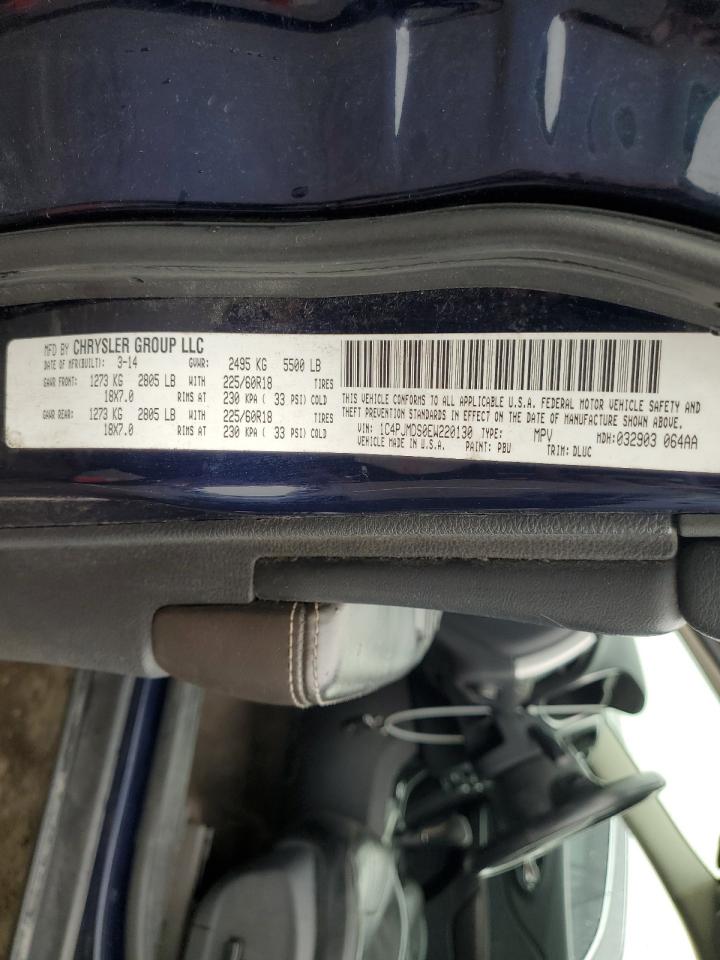 MFD BY CHRYSLER GROUP LLC
DATE OF MFR(BUILT): 3-14 GVWR: 2495 KG 5500 LB
GAWR FRONT: 1273 KG 2805 LB WITH 225/60R18 TIRES
18X7.0 RIMS AT 230 KPA ( 33 PSI) COLD
GAWR REAR: 1273 KG 2805 LB WITH 225/60R18 TIRES
18X7.0 RIMS AT 230 KPA ( 33 PSI) COLD
THIS VEHICLE CONFORMS TO ALL APPLICABLE U.S.A. FEDERAL MOTOR VEHICLE SAFETY AND
THEFT PREVENTION STANDARDS IN EFFECT ON THE DATE OF MANUFACTURE SHOWN ABOVE.
VIN: 1C4PJMDS0EW220130 TYPE: MPV MDH:032903 064AA
VEHICLE MADE IN U.S.A. PAINT: PBU TRIM: DLUC